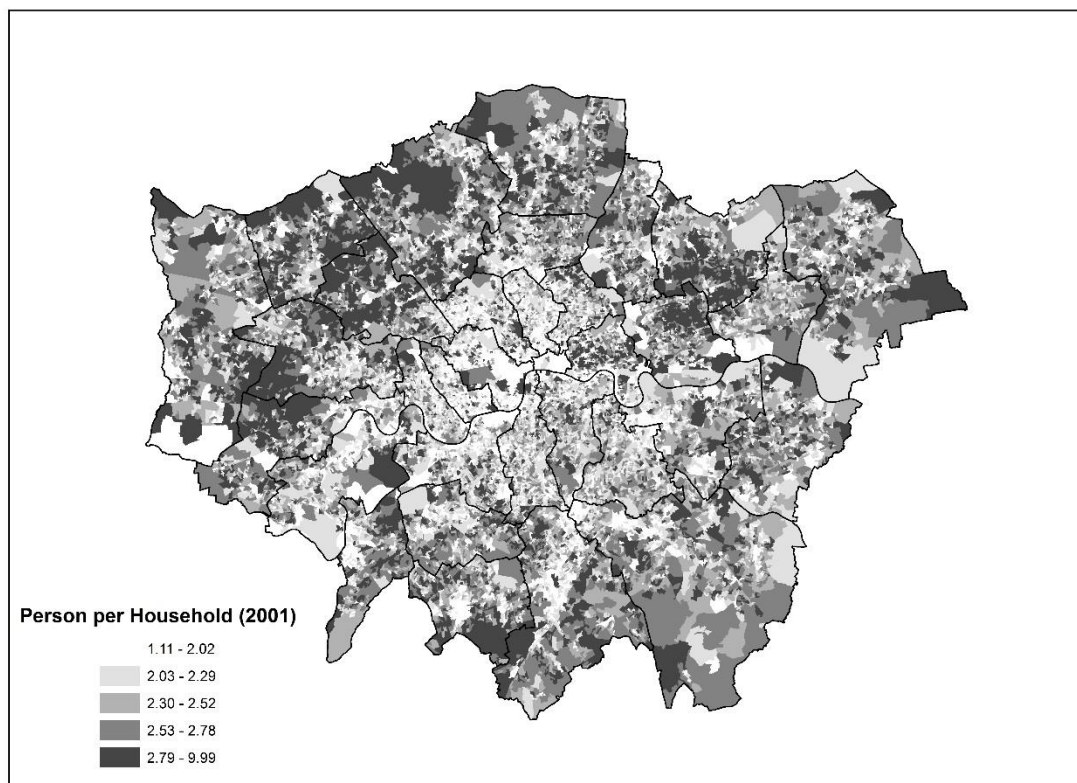 Person per Household (2001)
1.11 - 2.02
2.03 - 2.29
2.30 - 2.52
2.53 - 2.78
2.79 - 9.99